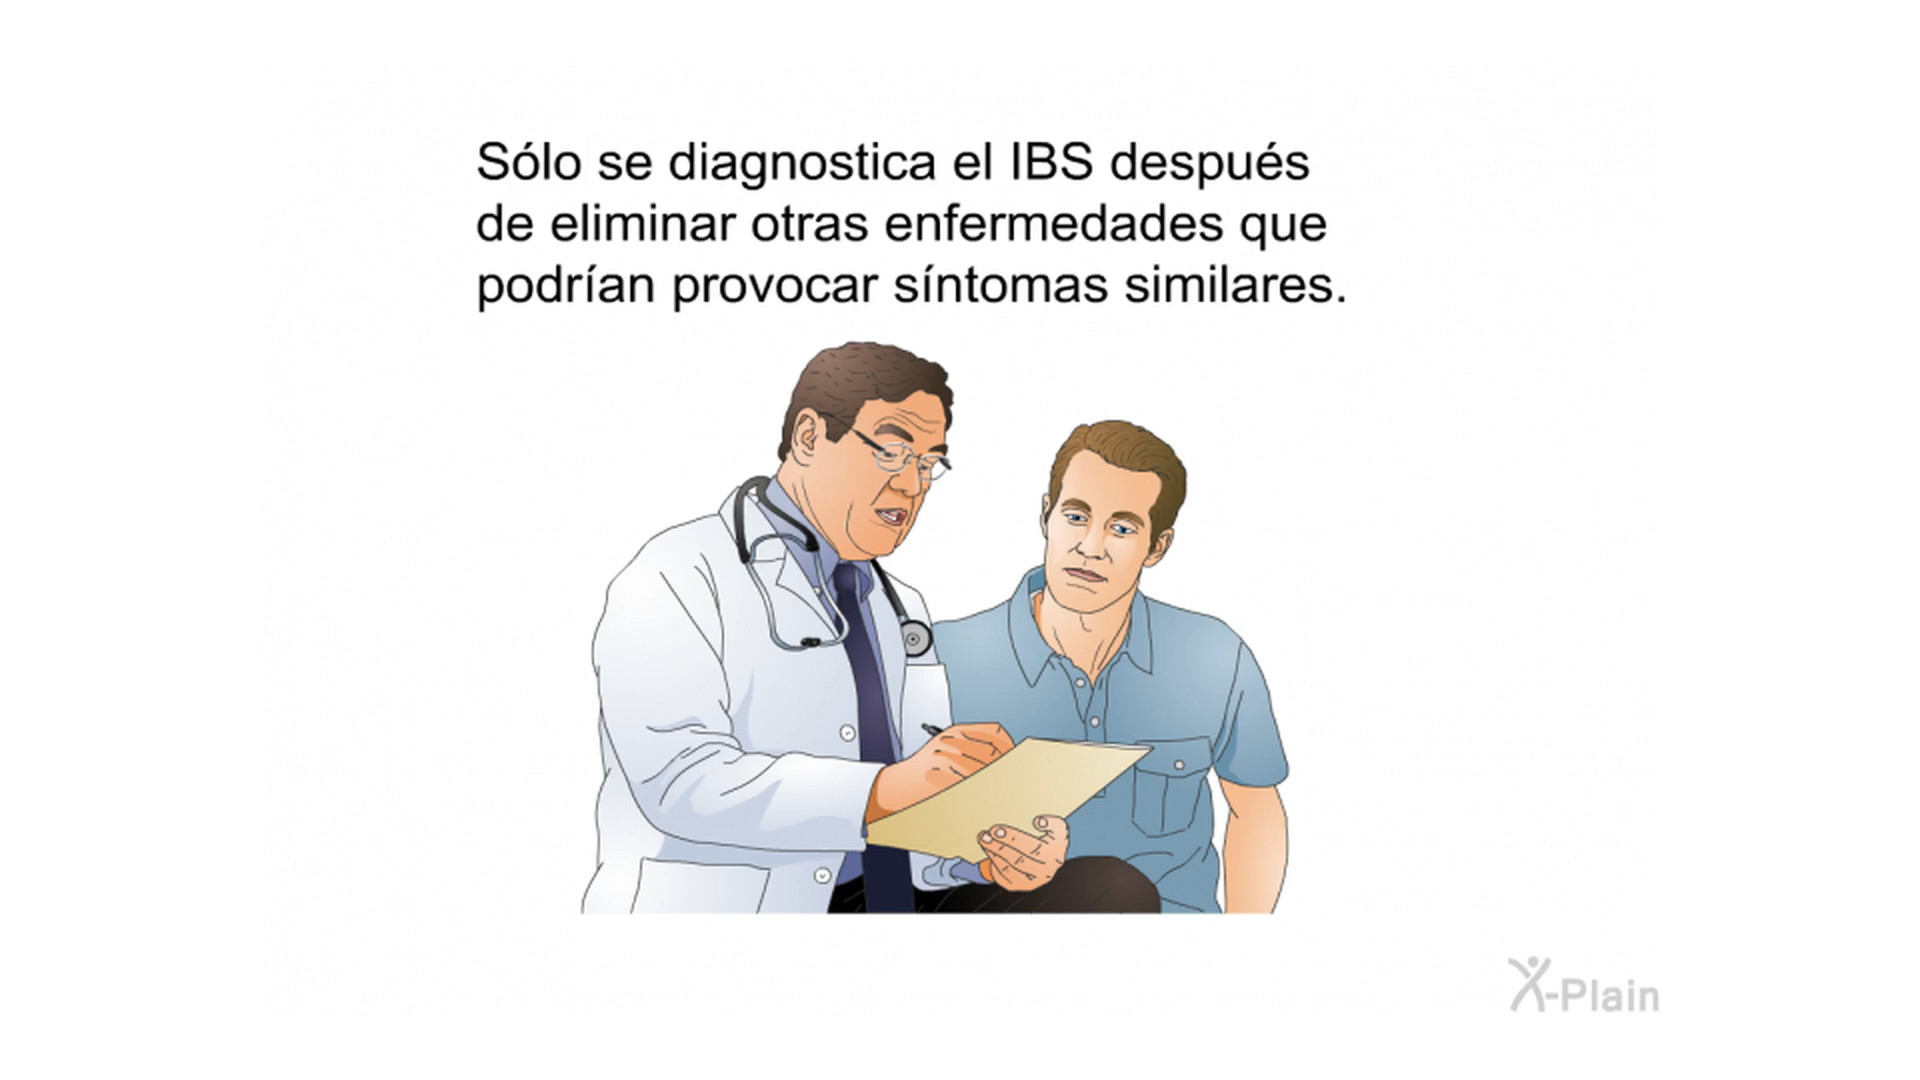 Sólo se diagnostica el IBS después
de eliminar otras enfermedades que
podrían provocar síntomas similares.
X-Plain